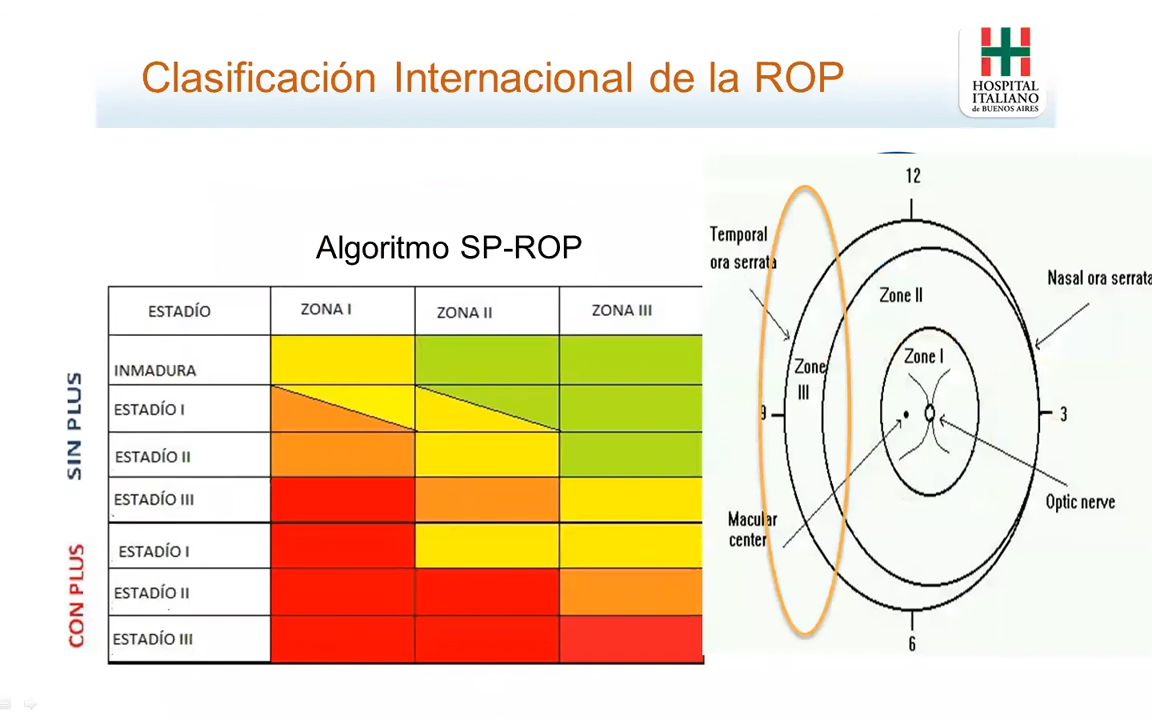 Clasificación Internacional de la ROP
HOSPITAL
ITALIANO
de BUENOS AIRES
Algoritmo SP-ROP
ESTADÍO ZONA I ZONA II ZONA III
SIN PLUS
INMADURA
ESTADÍO I
ESTADÍO II
ESTADÍO III
CON PLUS
ESTADÍO I
ESTADÍO II
ESTADÍO III
12
Temporal
ora serrata
Nasal ora serrata
Zone II
Zone I
Zone
III
9
3
Optic nerve
Macular
center
6